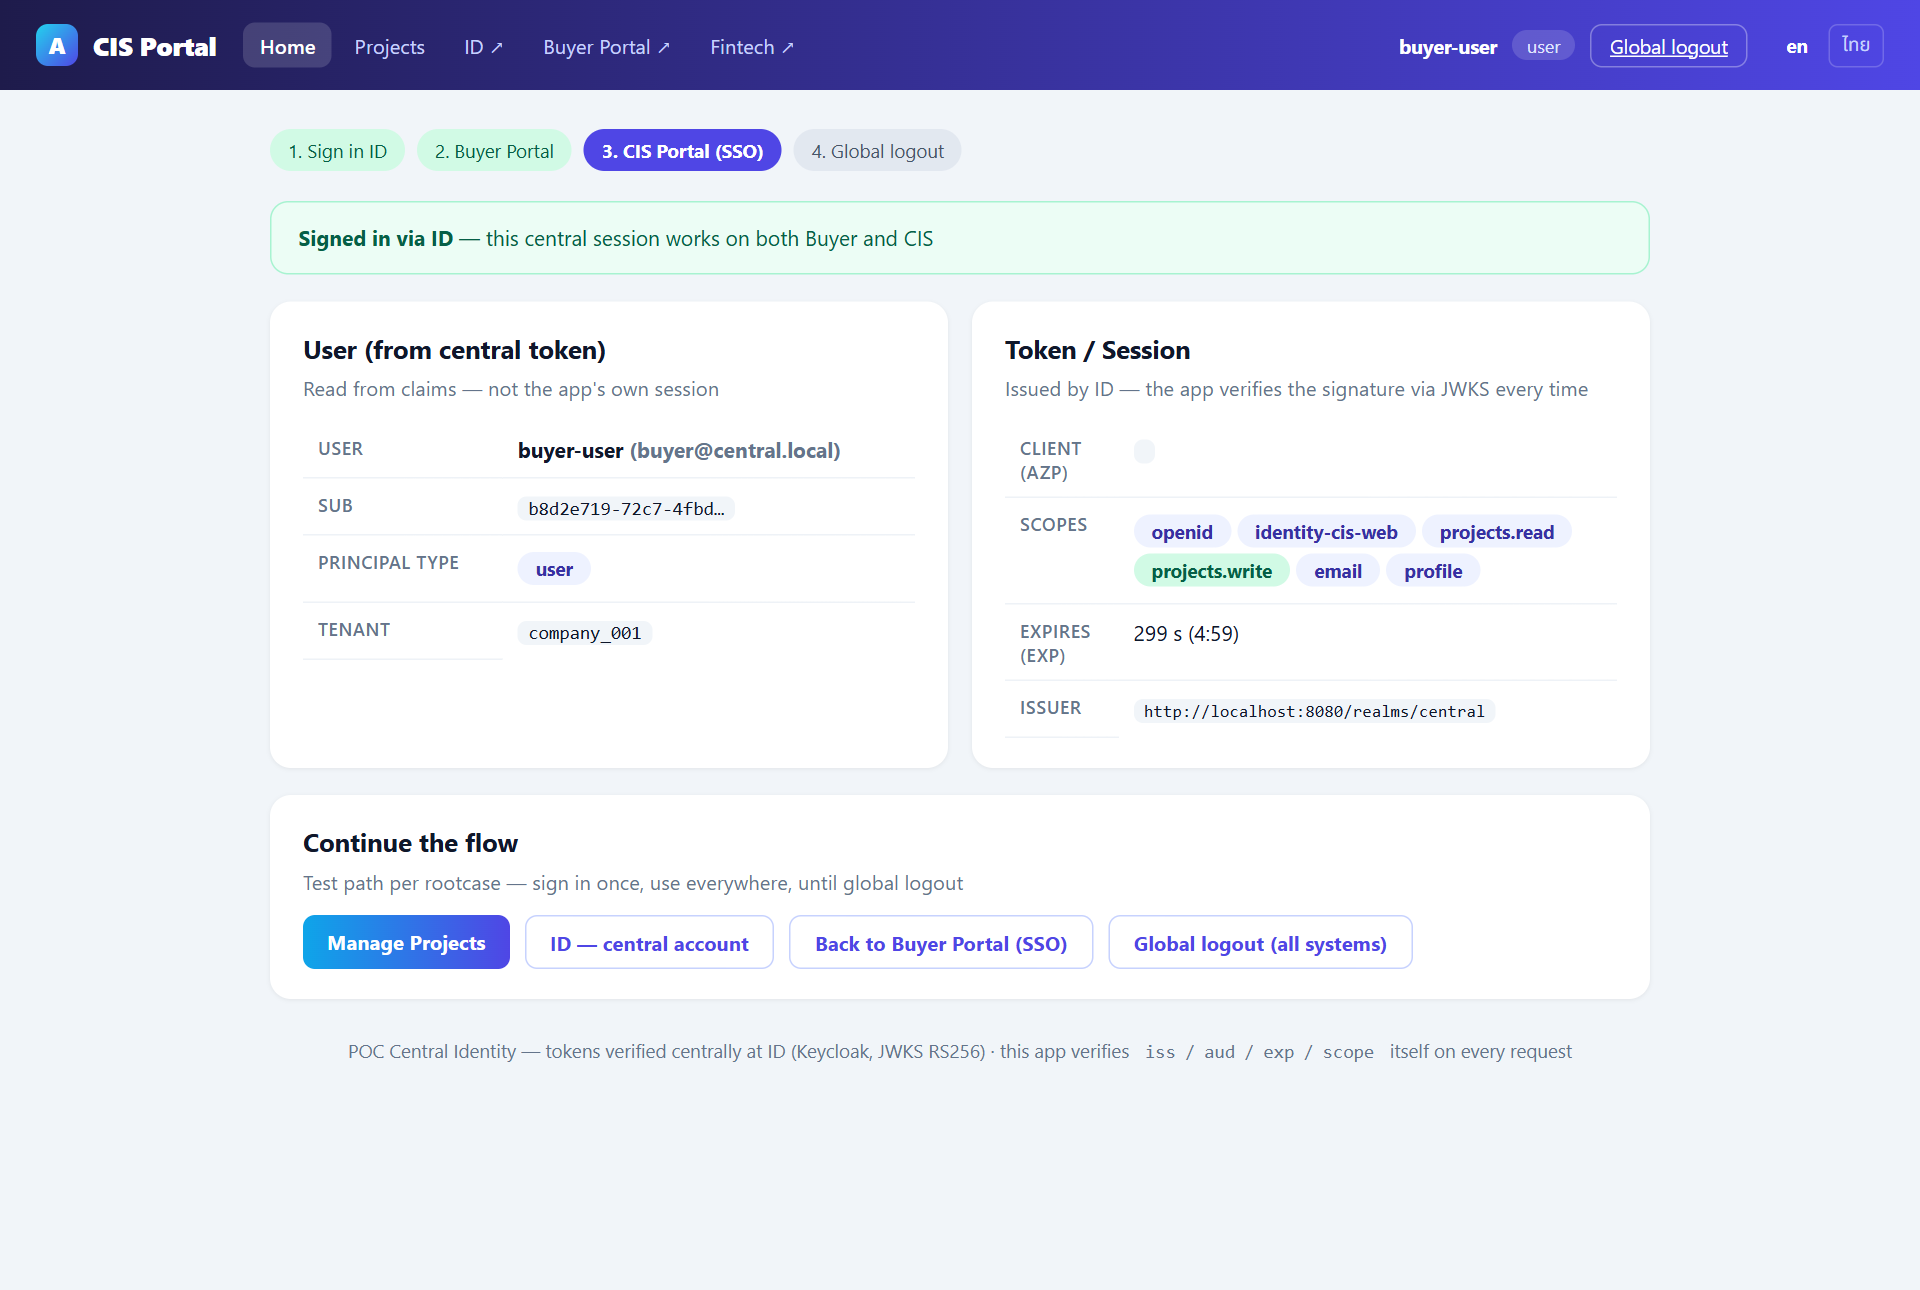 A CIS Portal Home Projects ID ↗ Buyer Portal ↗ Fintech ↗ buyer-user user Global logout en ไทย
1. Sign in ID 2. Buyer Portal 3. CIS Portal (SSO) 4. Global logout
Signed in via ID — this central session works on both Buyer and CIS
User (from central token)
Read from claims — not the app's own session
USER buyer-user (buyer@central.local)
SUB b8d2e719-72c7-4fbd…
PRINCIPAL TYPE user
TENANT company_001
Token / Session
Issued by ID — the app verifies the signature via JWKS every time
CLIENT
(AZP)
SCOPES openid identity-cis-web projects.read
projects.write email profile
EXPIRES 299 s (4:59)
(EXP)
ISSUER http://localhost:8080/realms/central
Continue the flow
Test path per rootcase — sign in once, use everywhere, until global logout
Manage Projects ID — central account Back to Buyer Portal (SSO) Global logout (all systems)
POC Central Identity — tokens verified centrally at ID (Keycloak, JWKS RS256) · this app verifies iss / aud / exp / scope itself on every request